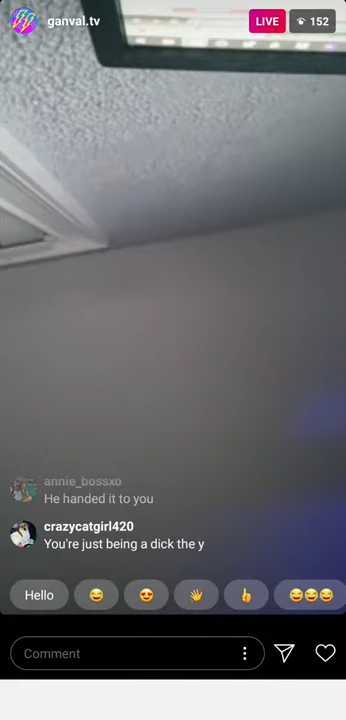 ganval.tv
LIVE
152
annie_bossxo
He handed it to you
crazycatgirl420
You're just being a dick the y
Hello
Comment